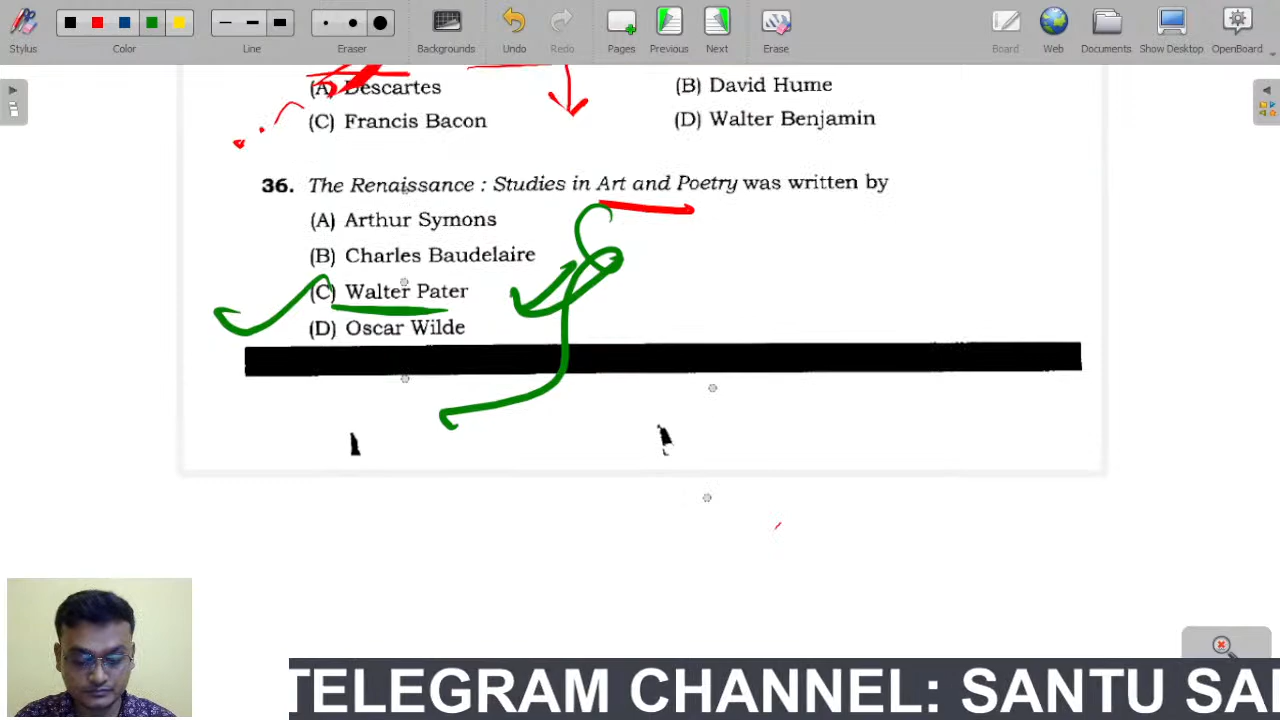 Stylus
Color
Line
Eraser
Backgrounds
Undo
Redo
Pages
Previous
Next
Erase
Board
Web
Documents
Show Desktop
OpenBoard
(A) Descartes
(B) David Hume
(C) Francis Bacon
(D) Walter Benjamin
36. The Renaissance : Studies in Art and Poetry was written by
(A) Arthur Symons
(B) Charles Baudelaire
(C) Walter Pater
(D) Oscar Wilde
TELEGRAM CHANNEL: SANTU SA